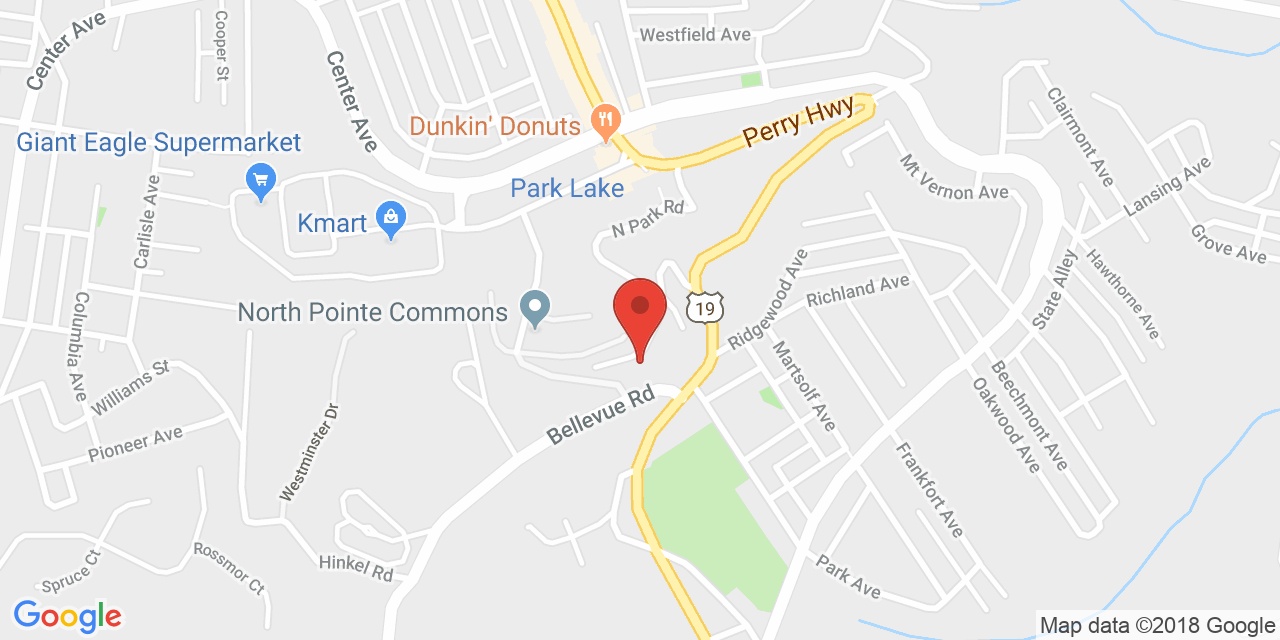 Center Ave
Cooper St
Westfield Ave
Center Ave
Dunkin' Donuts
Perry Hwy
Clairmont Ave
Giant Eagle Supermarket
Mt Vernon Ave
Lansing Ave
Park Lake
Carlisle Ave
Kmart
N Park Rd
Grove Ave
Hawthorne Ave
State Alley
Ridgewood Ave
Richland Ave
North Pointe Commons
19
Columbia Ave
Martsolf Ave
Williams St
Bellevue Rd
Beechmont Ave
Oakwood Ave
Pioneer Ave
Westminster Dr
Frankfort Ave
Hinkel Rd
Rossmor Ct
Spruce Ct
Park Ave
Google
Map data ©2018 Google